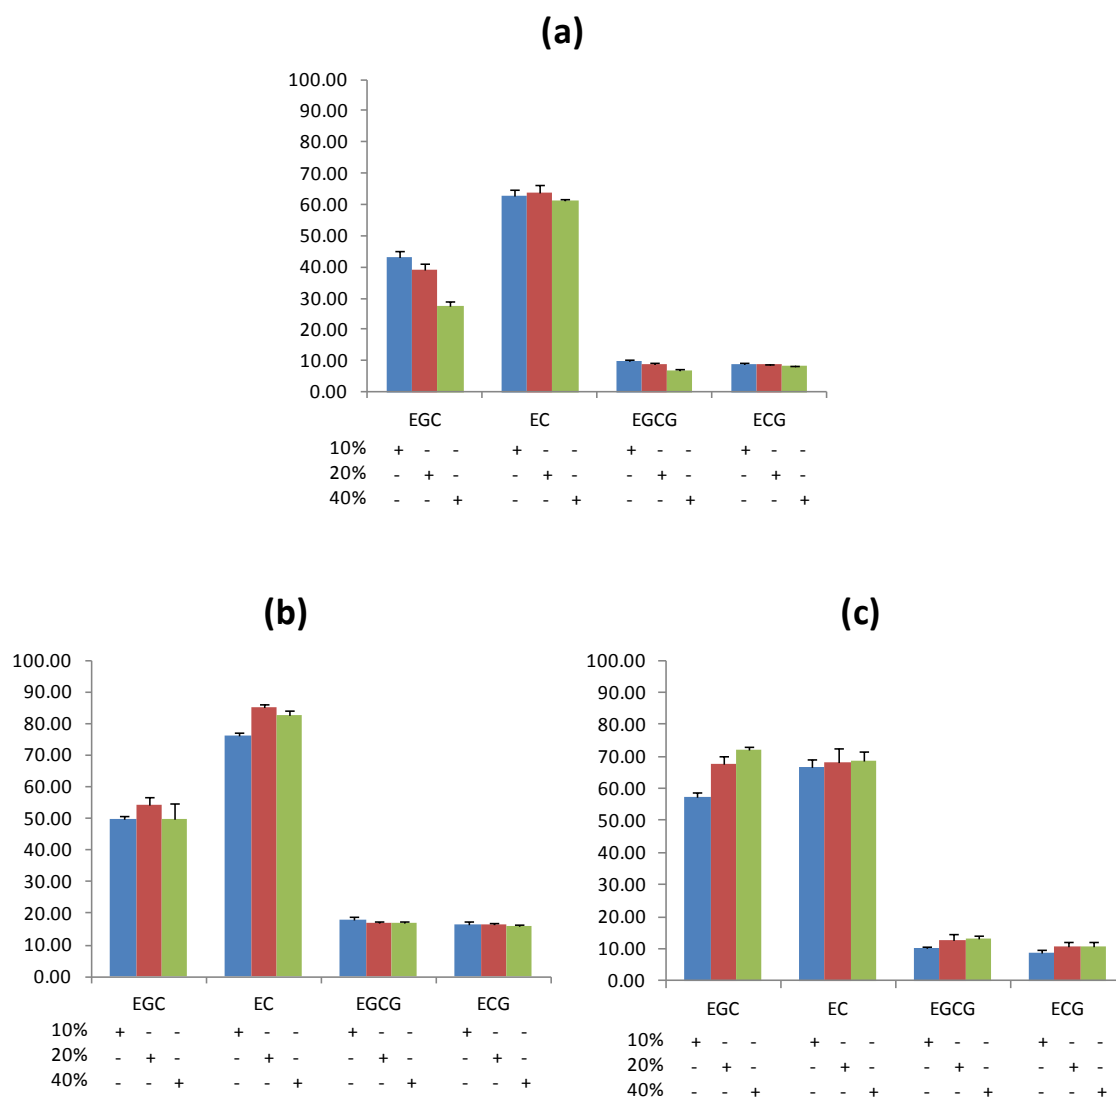 (a)
100.00
90.00
80.00
70.00
60.00
50.00
40.00
30.00
20.00
10.00
0.00
EGC EC EGCG ECG
10% + - - + - - + - - + - -
20% - + - - + - - + - - + -
40% - - + - - + - - + - - +
(b)
100.00
90.00
80.00
70.00
60.00
50.00
40.00
30.00
20.00
10.00
0.00
EGC EC EGCG ECG
10% + - - + - - + - - + - -
20% - + - - + - - + - - + -
40% - - + - - + - - + - - +
(c)
100.00
90.00
80.00
70.00
60.00
50.00
40.00
30.00
20.00
10.00
0.00
EGC EC EGCG ECG
10% + - - + - - + - - + - -
20% - + - - + - - + - - + -
40% - - + - - + - - + - - +